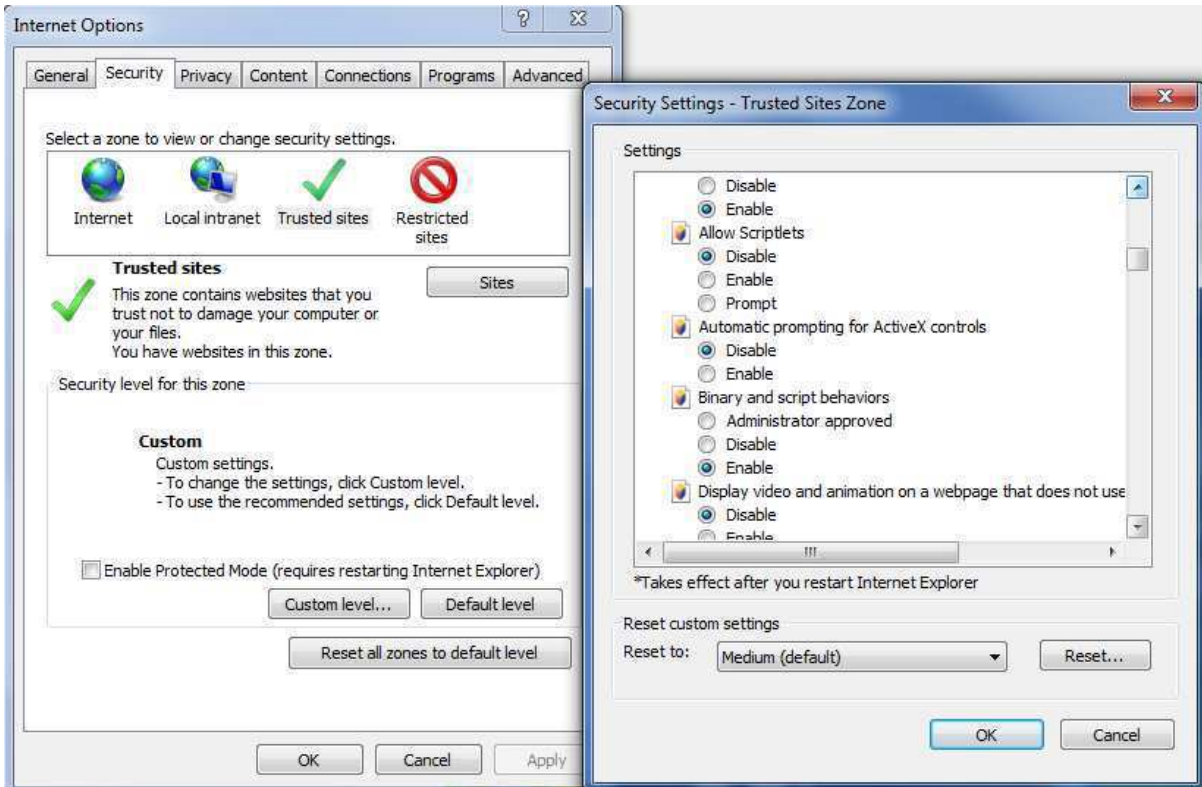 Internet Options
General Security Privacy Content Connections Programs Advanced
Select a zone to view or change security settings.
Internet Local intranet Trusted sites Restricted
sites
Trusted sites
Sites
This zone contains websites that you
trust not to damage your computer or
your files.
You have websites in this zone.
Security level for this zone
Custom
Custom settings.
- To change the settings, click Custom level.
- To use the recommended settings, click Default level.
Enable Protected Mode (requires restarting Internet Explorer)
Custom level... Default level
Reset all zones to default level
OK Cancel Apply
Security Settings - Trusted Sites Zone
Settings
Disable
Enable
Allow Scriptlets
Disable
Enable
Prompt
Automatic prompting for ActiveX controls
Disable
Enable
Binary and script behaviors
Administrator approved
Disable
Enable
Display video and animation on a webpage that does not use
Disable
Enable
*Takes effect after you restart Internet Explorer
Reset custom settings
Reset to: Medium (default) Reset...
OK Cancel